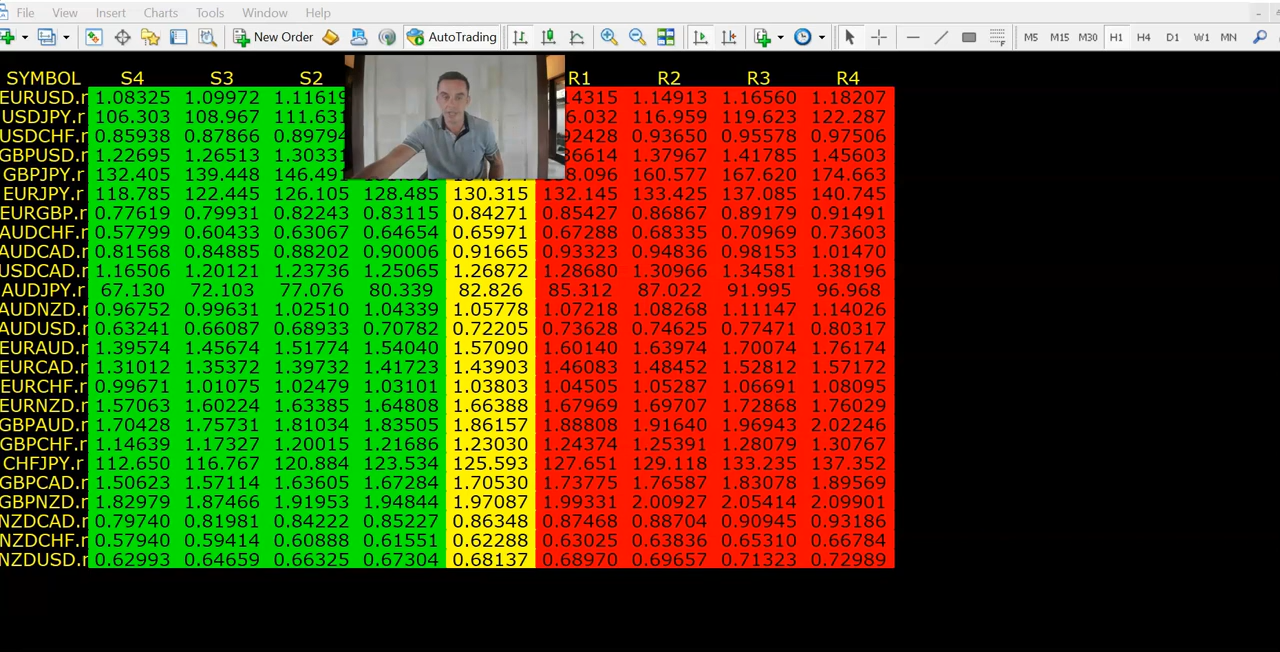 File View Insert Charts Tools Window Help
New Order AutoTrading M5 M15 M30 H1 H4 D1 W1 MN
SYMBOL S4 S3 S2 R1 R2 R3 R4
EURUSD.r 1.08325 1.09972 1.11619 1.14913 1.16560 1.18207
USDJPY.r 106.303 108.967 111.631 116.959 119.623 122.287
USDCHF.r 0.85938 0.87866 0.89794 0.93650 0.95578 0.97506
GBPUSD.r 1.22695 1.26513 1.30331 1.37967 1.41785 1.45603
GBPJPY.r 132.405 139.448 146.491 160.577 167.620 174.663
EURJPY.r 118.785 122.445 126.105 128.485 130.315 132.145 133.425 137.085 140.745
EURGBP.r 0.77619 0.79931 0.82243 0.83115 0.84271 0.85427 0.86867 0.89179 0.91491
AUDCHF.r 0.57799 0.60433 0.63067 0.64654 0.65971 0.67288 0.68335 0.70969 0.73603
AUDCAD.r 0.81568 0.84885 0.88202 0.90006 0.91665 0.93323 0.94836 0.98153 1.01470
USDCAD.r 1.16506 1.20121 1.23736 1.25065 1.26872 1.28680 1.30966 1.34581 1.38196
AUDJPY.r 67.130 72.103 77.076 80.339 82.826 85.312 87.022 91.995 96.968
AUDNZD.r 0.96752 0.99631 1.02510 1.04339 1.05778 1.07218 1.08268 1.11147 1.14026
AUDUSD.r 0.63241 0.66087 0.68933 0.70782 0.72205 0.73628 0.74625 0.77471 0.80317
EURAUD.r 1.39574 1.45674 1.51774 1.54040 1.57090 1.60140 1.63974 1.70074 1.76174
EURCAD.r 1.31012 1.35372 1.39732 1.41723 1.43903 1.46083 1.48452 1.52812 1.57172
EURCHF.r 0.99671 1.01075 1.02479 1.03101 1.03803 1.04505 1.05287 1.06691 1.08095
EURNZD.r 1.57063 1.60224 1.63385 1.64808 1.66388 1.67969 1.69707 1.72868 1.76029
GBPAUD.r 1.70428 1.75731 1.81034 1.83505 1.86157 1.88808 1.91640 1.96943 2.02246
GBPCHF.r 1.14639 1.17327 1.20015 1.21686 1.23030 1.24374 1.25391 1.28079 1.30767
CHFJPY.r 112.650 116.767 120.884 123.534 125.593 127.651 129.118 133.235 137.352
GBPCAD.r 1.50623 1.57114 1.63605 1.67284 1.70530 1.73775 1.76587 1.83078 1.89569
GBPNZD.r 1.82979 1.87466 1.91953 1.94844 1.97087 1.99331 2.00927 2.05414 2.09901
NZDCAD.r 0.79740 0.81981 0.84222 0.85227 0.86348 0.87468 0.88704 0.90945 0.93186
NZDCHF.r 0.57940 0.59414 0.60888 0.61551 0.62288 0.63025 0.63836 0.65310 0.66784
NZDUSD.r 0.62993 0.64659 0.66325 0.67304 0.68137 0.68970 0.69657 0.71323 0.72989